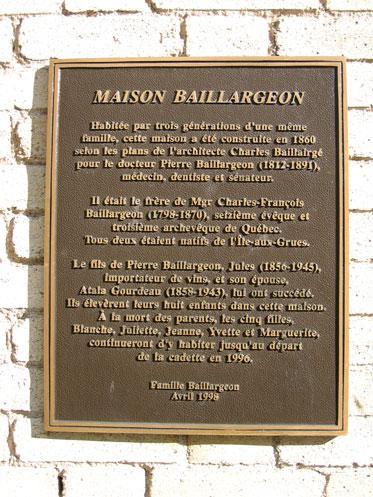 MAISON BAILLARGEON
Habitée par trois générations d'une même
famille, cette maison a été construite en 1860
selon les plans de l'architecte Charles Baillairgé
pour le docteur Pierre Baillargeon (1812-1891),
médecin, dentiste et sénateur.
Il était le frère de Mgr Charles-François
Baillargeon (1798-1870), seizième évêque et
troisième archevêque de Québec.
Tous deux étaient natifs de l'Île-aux-Grues.
Le fils de Pierre Baillargeon, Jules (1856-1945),
importateur de vins, et son épouse,
Atala Gourdeau (1858-1943), lui ont succédé.
Ils élevèrent leurs huit enfants dans cette maison.
À la mort des parents, les cinq filles,
Blanche, Juliette, Jeanne, Yvette et Marguerite,
continueront d'y habiter jusqu'au départ
de la cadette en 1996.
Famille Baillargeon
Avril 1998